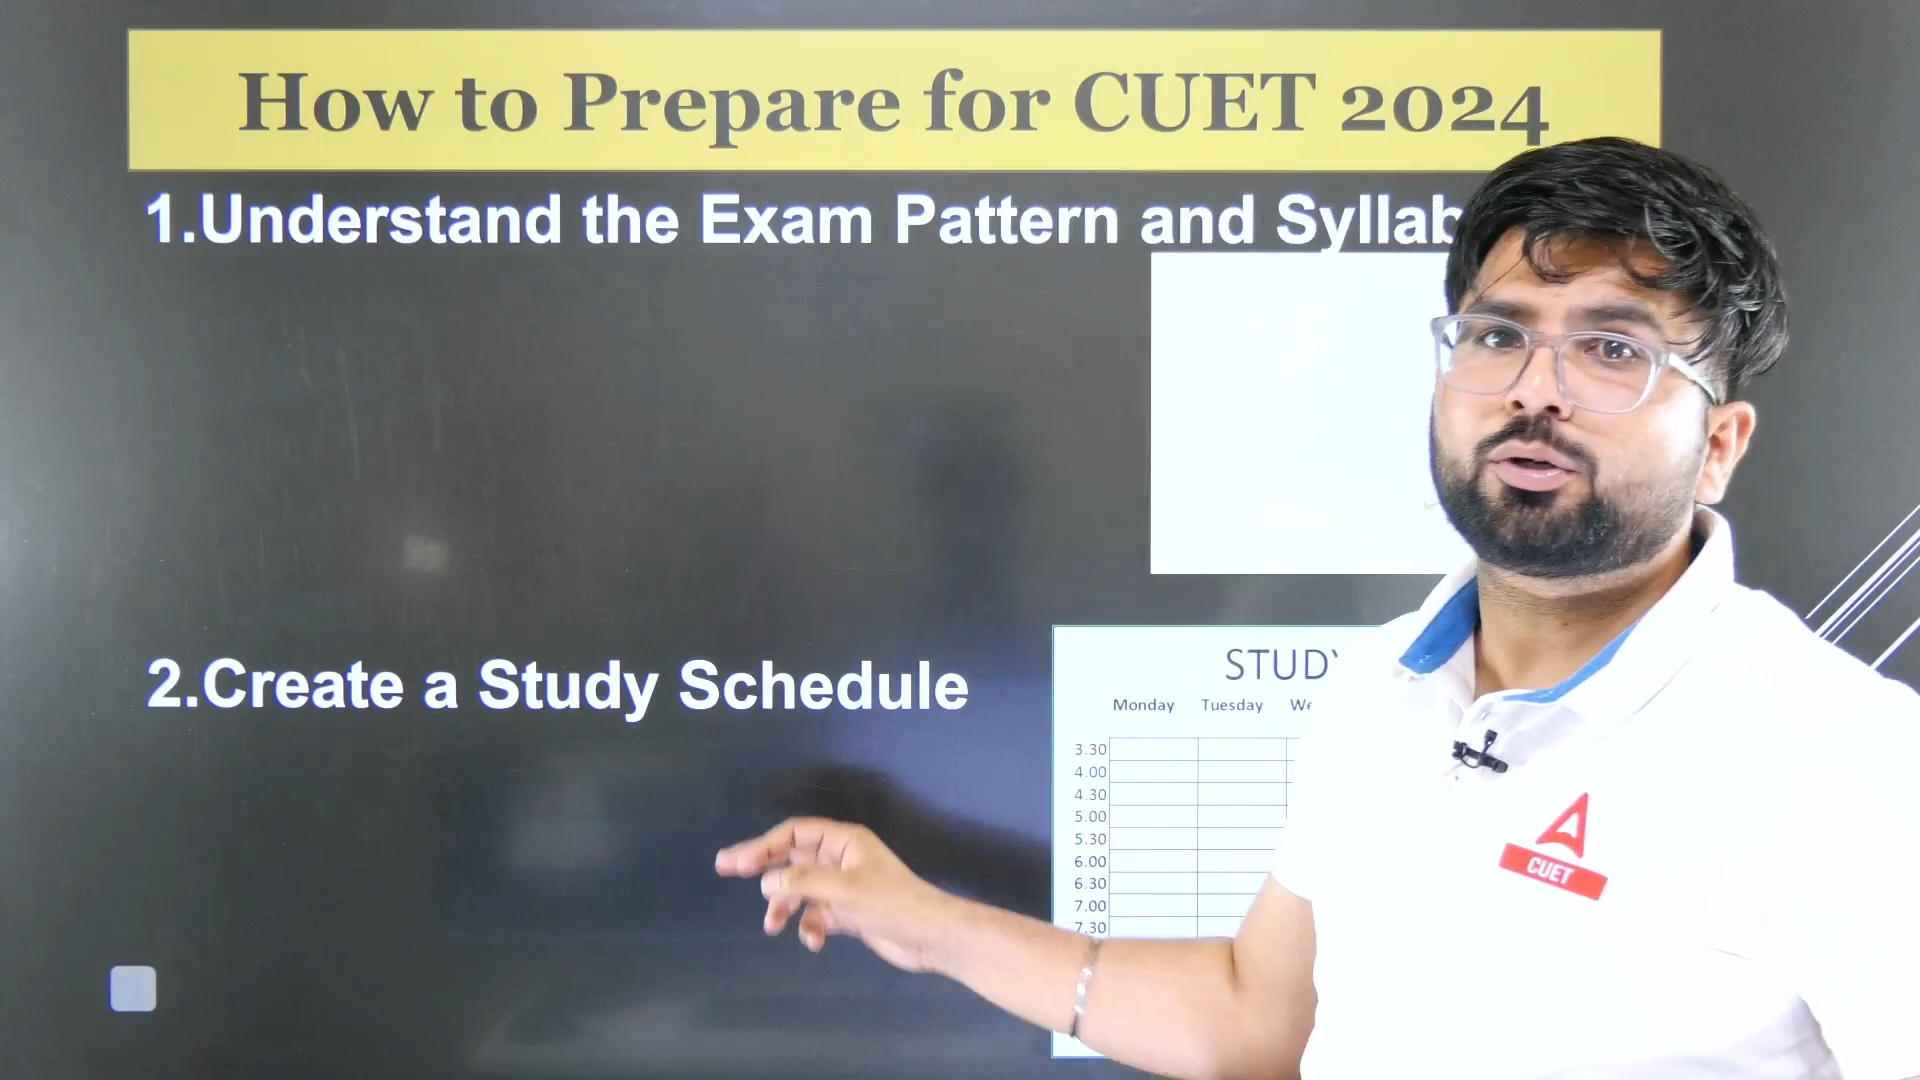 How to Prepare for CUET 2024
1.Understand the Exam Pattern and Syllab
2.Create a Study Schedule
STUDY
Monday Tuesday We
3.30
4.00
4.30
5.00
5.30
6.00
6.30
7.00
7.30
CUET